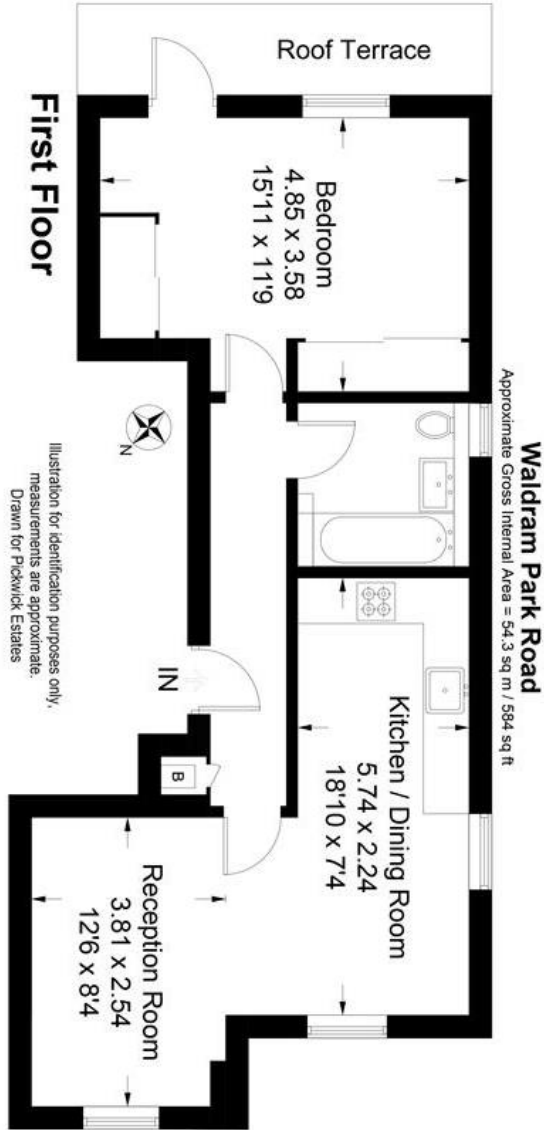 Waldram Park Road
Approximate Gross Internal Area = 54.3 sq m / 584 sq ft
Roof Terrace
Bedroom
4.85 x 3.58
15'11 x 11'9
Kitchen / Dining Room
5.74 x 2.24
18'10 x 7'4
IN
B
Reception Room
3.81 x 2.54
12'6 x 8'4
N
First Floor
Illustration for identification purposes only,
measurements are approximate.
Drawn for Pickwick Estates